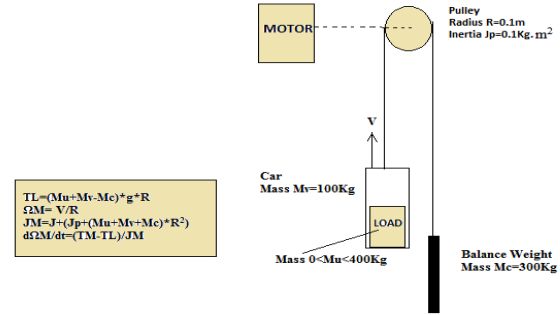 MOTOR
Pulley
Radius R=0.1m
Inertia Jp=0.1Kg.m²
V
Car
Mass Mv=100Kg
LOAD
Mass 0<Mu<400Kg
Balance Weight
Mass Mc=300Kg
TL=(Mu+Mv-Mc)*g*R
ΩM= V/R
JM=J+(Jp+(Mu+Mv+Mc)*R²)
dΩM/dt=(TM-TL)/JM